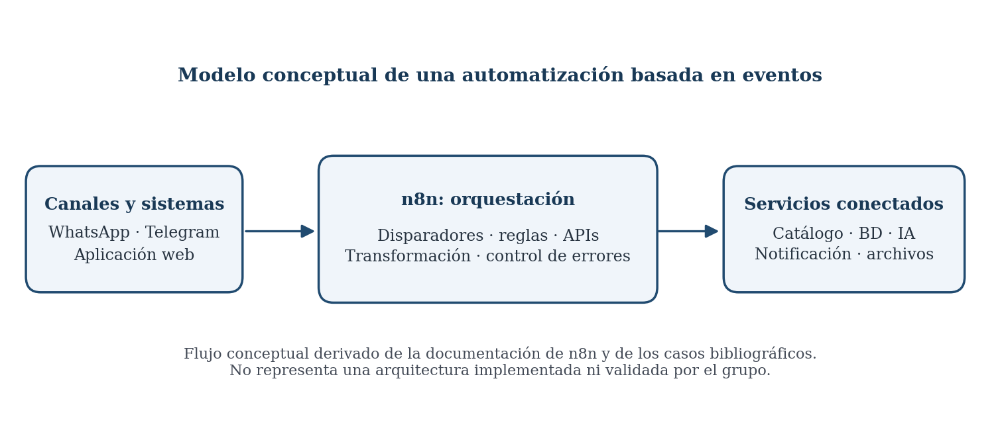 Modelo conceptual de una automatización basada en eventos
Canales y sistemas
WhatsApp · Telegram
Aplicación web
n8n: orquestación
Disparadores · reglas · APIs
Transformación · control de errores
Servicios conectados
Catálogo · BD · IA
Notificación · archivos
Flujo conceptual derivado de la documentación de n8n y de los casos bibliográficos.
No representa una arquitectura implementada ni validada por el grupo.